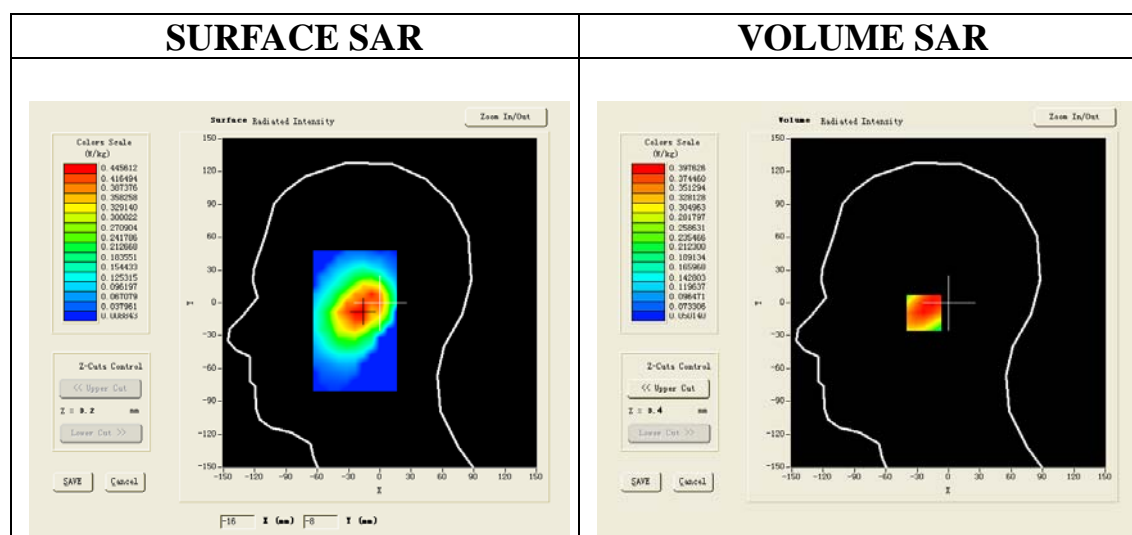 SURFACE SAR
VOLUME SAR
Surface Radiated Intensity
Zoom In/Out
Colors Scale
(W/kg)
0.445612
0.416494
0.387376
0.358258
0.329140
0.300022
0.270904
0.241786
0.212668
0.183551
0.154433
0.125315
0.096197
0.067079
0.037961
0.008843
150
120
90
60
30
0
-30
-60
-90
-120
-150
Y
-150 -120 -90 -60 -30 0 30 60 90 120 150
X
Z-Cuts Control
<< Upper Cut
Z = mm
Lower Cut >>
SAVE Cancel
-16 X (mm) -8 Y (mm)
Volume Radiated Intensity
Zoom In/Out
Colors Scale
(W/kg)
0.397626
0.374460
0.351294
0.328128
0.304963
0.281797
0.258631
0.235466
0.212300
0.189134
0.165968
0.142803
0.119637
0.096471
0.073306
0.050140
150
120
90
60
30
0
-30
-60
-90
-120
-150
Y
-150 -120 -90 -60 -30 0 30 60 90 120 150
X
Z-Cuts Control
<< Upper Cut
Z = mm
Lower Cut >>
SAVE Cancel